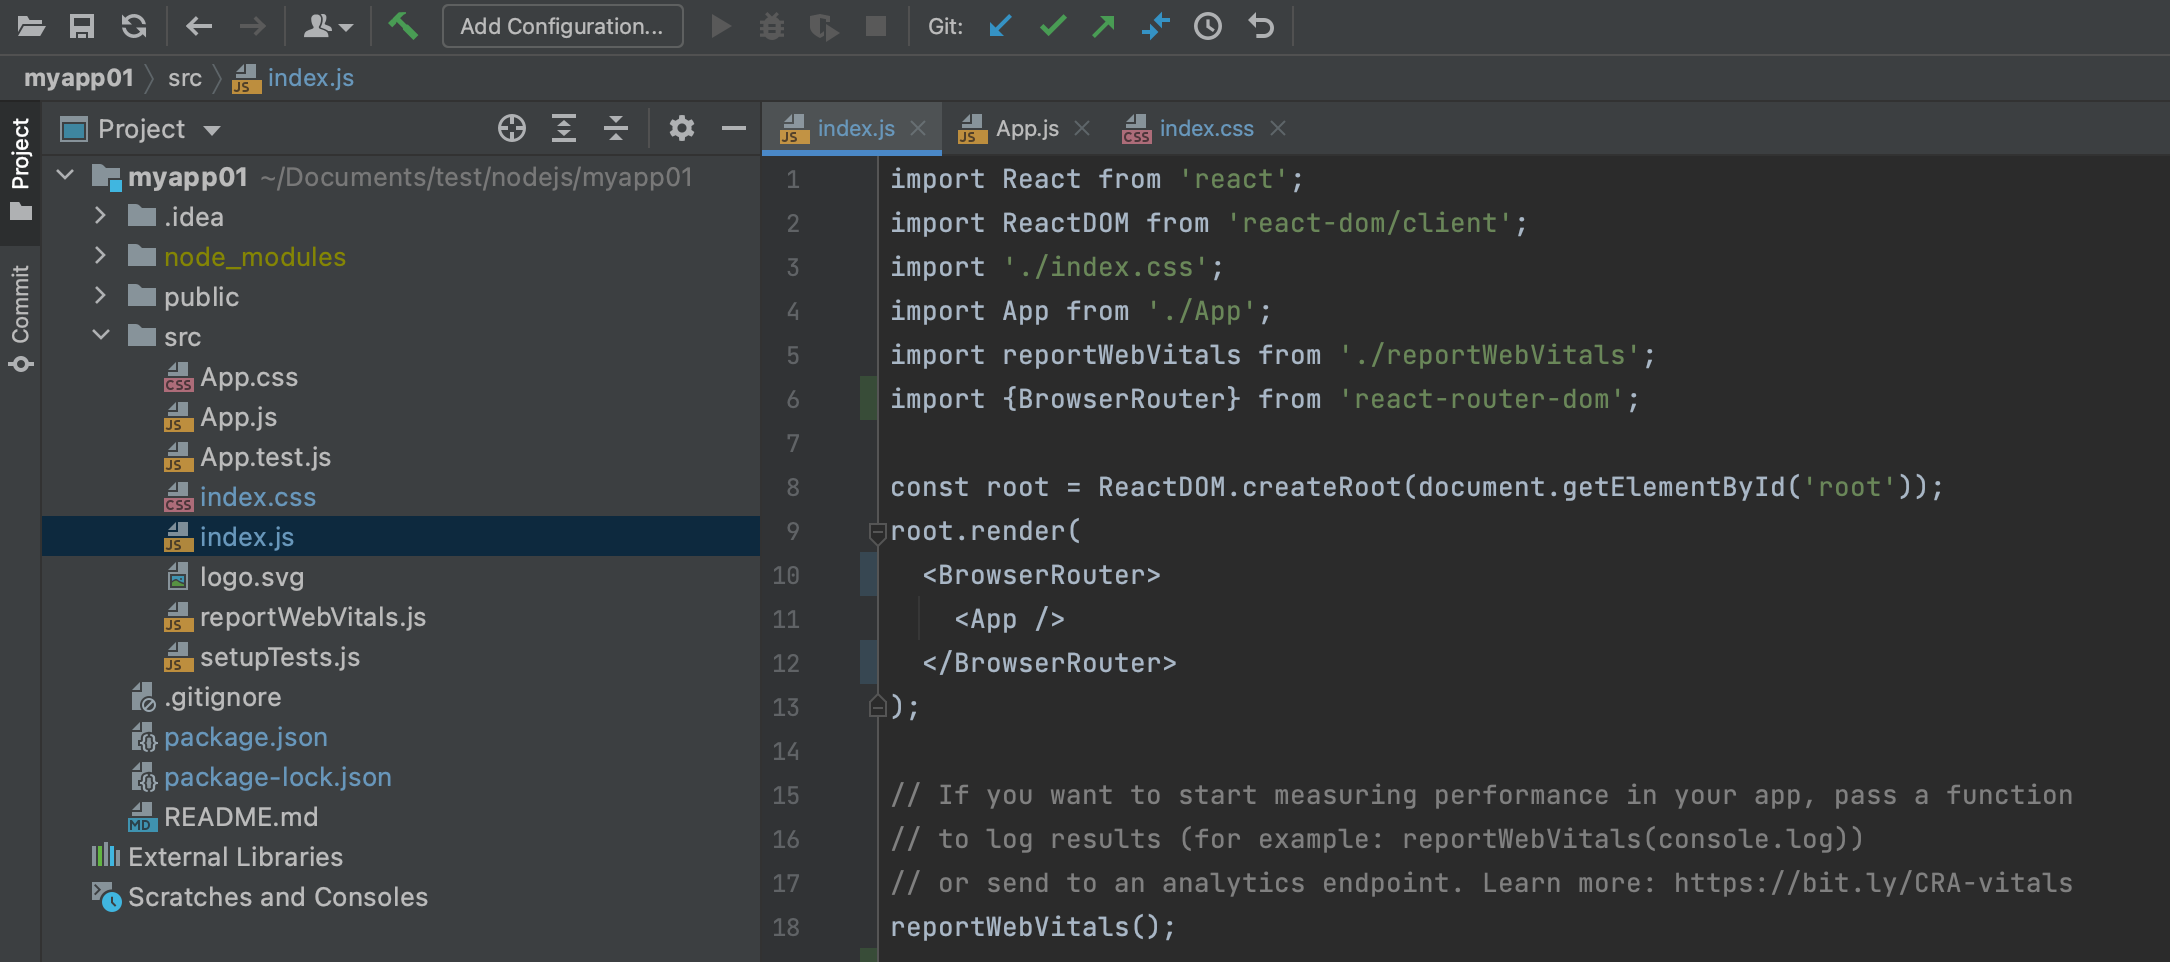 Add Configuration...
Git:
myapp01
src
index.js
Project
Commit
Project
myapp01 ~/Documents/test/nodejs/myapp01
.idea
node_modules
public
src
App.css
App.js
App.test.js
index.css
index.js
logo.svg
reportWebVitals.js
setupTests.js
.gitignore
package.json
package-lock.json
README.md
External Libraries
Scratches and Consoles
index.js
App.js
index.css
1 import React from 'react';
2 import ReactDOM from 'react-dom/client';
3 import './index.css';
4 import App from './App';
5 import reportWebVitals from './reportWebVitals';
6 import {BrowserRouter} from 'react-router-dom';
7
8 const root = ReactDOM.createRoot(document.getElementById('root'));
9 root.render(
10 <BrowserRouter>
11 <App />
12 </BrowserRouter>
13 );
14
15 // If you want to start measuring performance in your app, pass a function
16 // to log results (for example: reportWebVitals(console.log))
17 // or send to an analytics endpoint. Learn more: https://bit.ly/CRA-vitals
18 reportWebVitals();